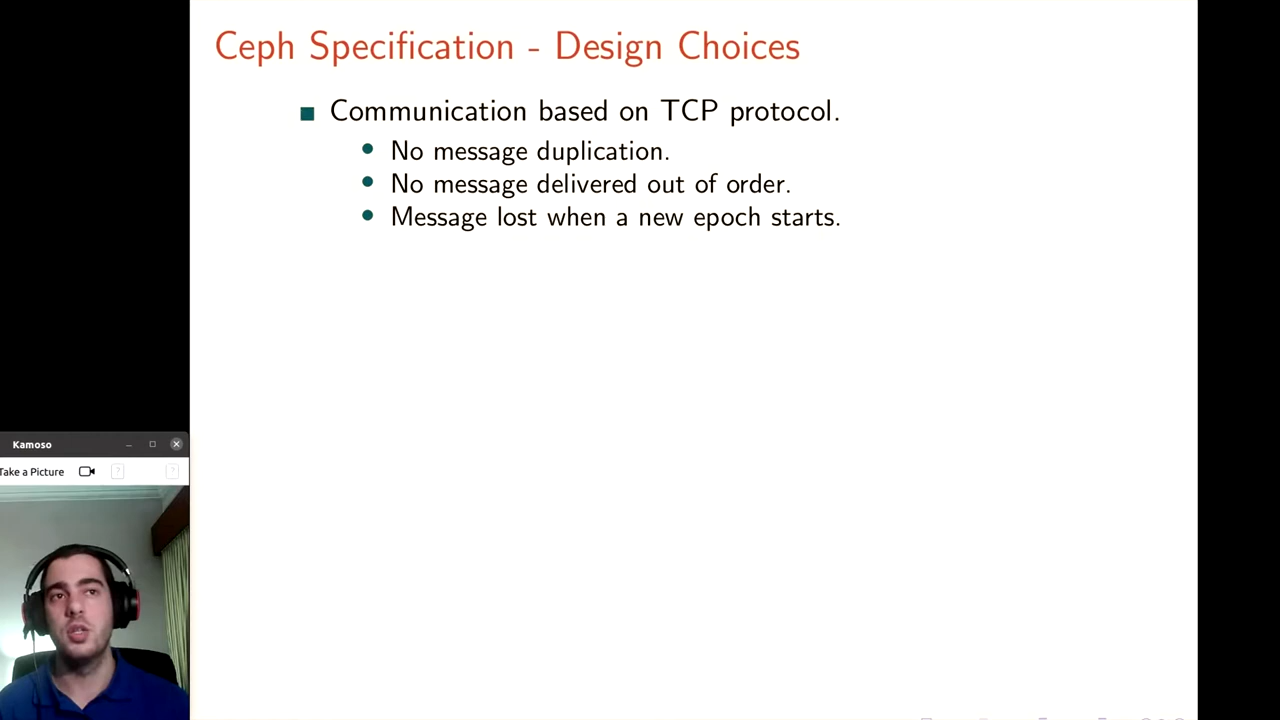 Ceph Specification - Design Choices
Communication based on TCP protocol.
No message duplication.
No message delivered out of order.
Message lost when a new epoch starts.
Kamoso
Take a Picture